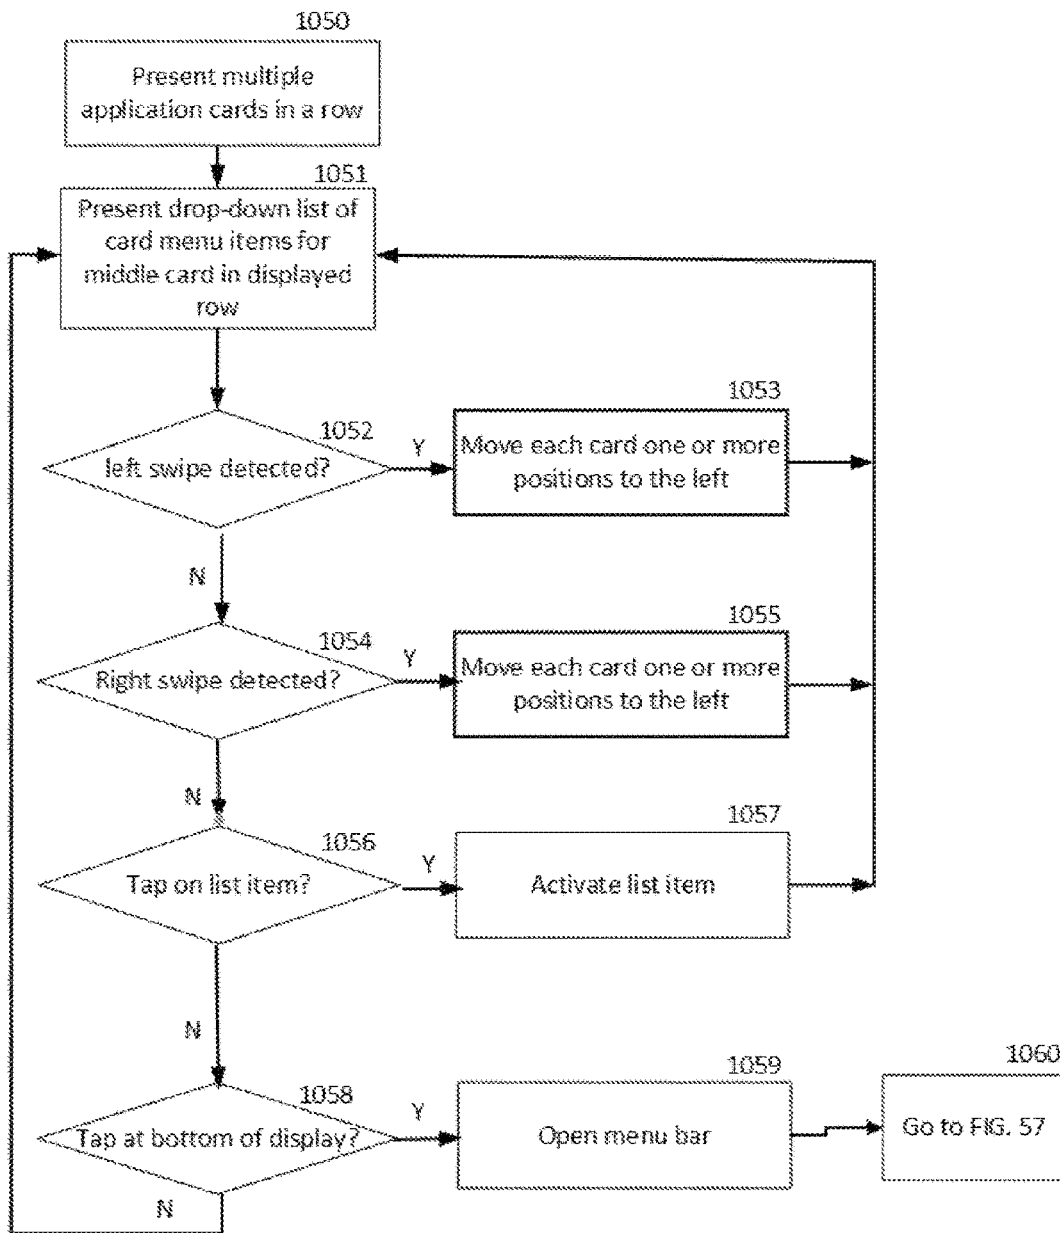 1050
Present multiple
application cards in a row
1051
Present drop-down list of
card menu items for
middle card in displayed
row
1052
left swipe detected?
Y
1053
Move each card one or more
positions to the left
N
1054
Right swipe detected?
Y
1055
Move each card one or more
positions to the left
N
1056
Tap on list item?
Y
1057
Activate list item
N
1058
Tap at bottom of display?
Y
1059
Open menu bar
1060
Go to FIG. 57
N